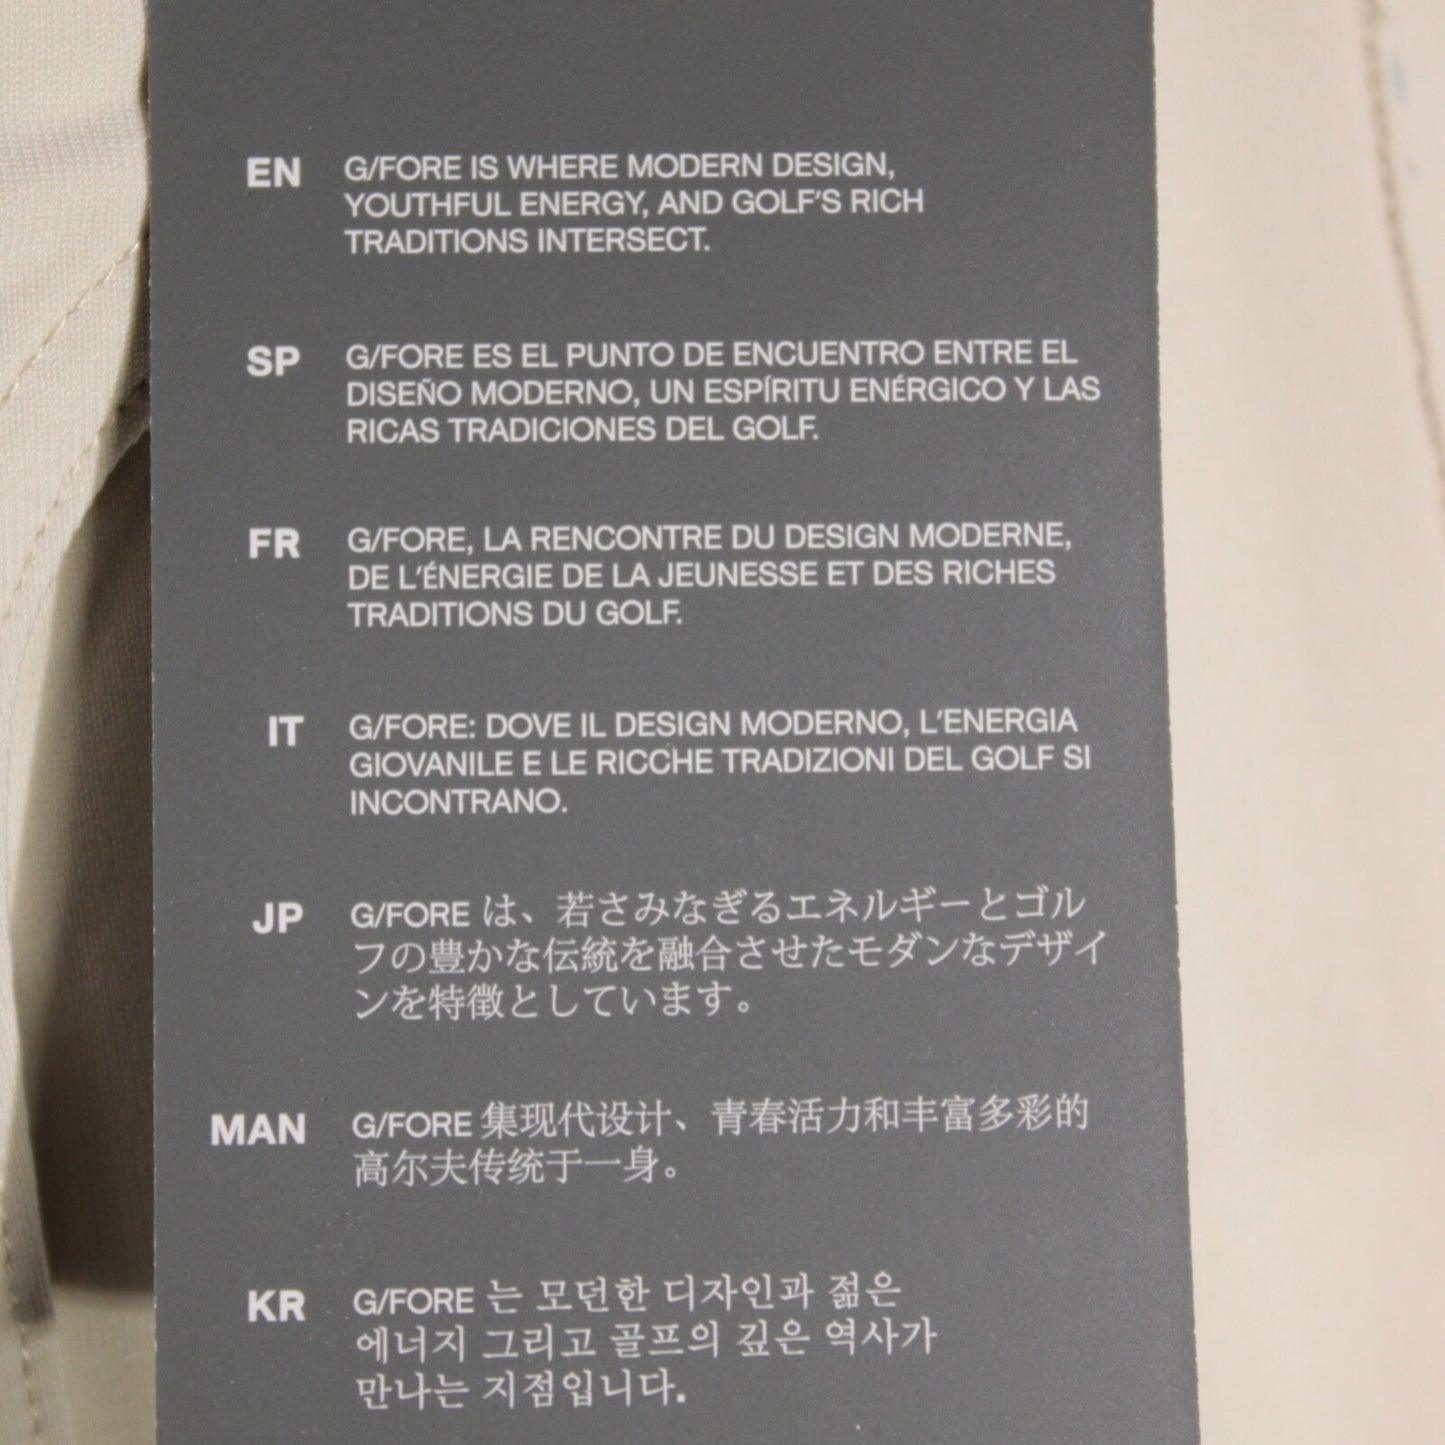 EN G/FORE IS WHERE MODERN DESIGN,
YOUTHFUL ENERGY, AND GOLF'S RICH
TRADITIONS INTERSECT.
SP G/FORE ES EL PUNTO DE ENCUENTRO ENTRE EL
DISEÑO MODERNO, UN ESPÍRITU ENÉRGICO Y LAS
RICAS TRADICIONES DEL GOLF.
FR G/FORE, LA RENCONTRE DU DESIGN MODERNE,
DE L'ÉNERGIE DE LA JEUNESSE ET DES RICHES
TRADITIONS DU GOLF.
IT G/FORE: DOVE IL DESIGN MODERNO, L'ENERGIA
GIOVANILE E LE RICCHE TRADIZIONI DEL GOLF SI
INCONTRANO.
JP G/FORE は、若さみなぎるエネルギーとゴル
フの豊かな伝統を融合させたモダンなデザイ
ンを特徴としています。
MAN G/FORE 集现代设计、青春活力和丰富多彩的
高尔夫传统于一身。
KR G/FORE 는 모던한 디자인과 젊은
에너지 그리고 골프의 깊은 역사가
만나는 지점입니다.